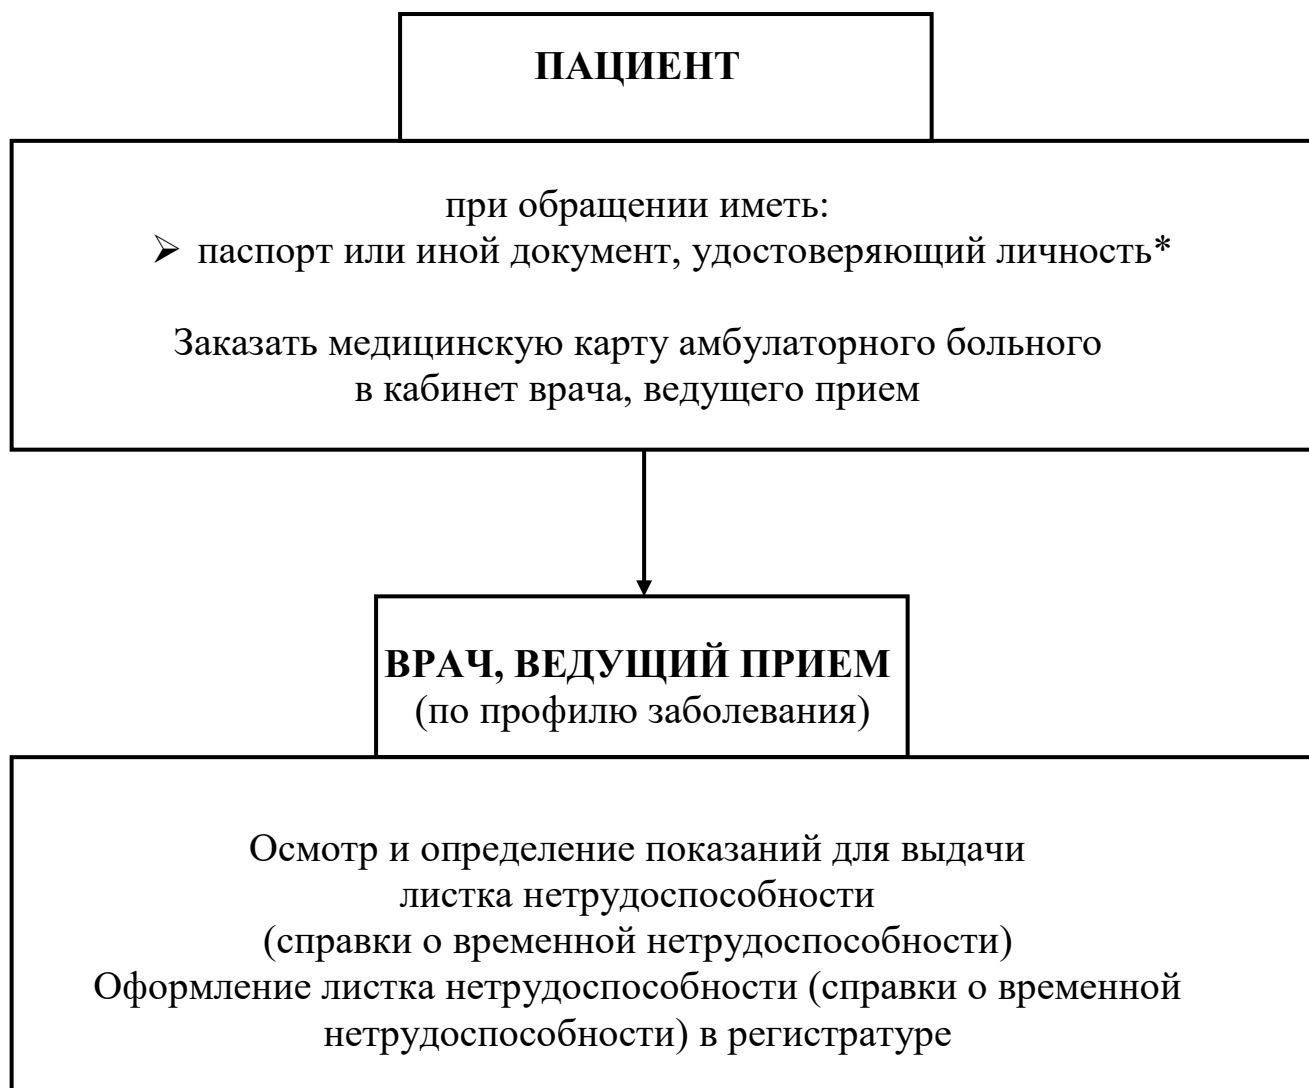 ПАЦИЕНТ
при обращении иметь:
➢ паспорт или иной документ, удостоверяющий личность*
Заказать медицинскую карту амбулаторного больного
в кабинет врача, ведущего прием
ВРАЧ, ВЕДУЩИЙ ПРИЕМ
(по профилю заболевания)
Осмотр и определение показаний для выдачи
листка нетрудоспособности
(справки о временной нетрудоспособности)
Оформление листка нетрудоспособности (справки о временной
нетрудоспособности) в регистратуре